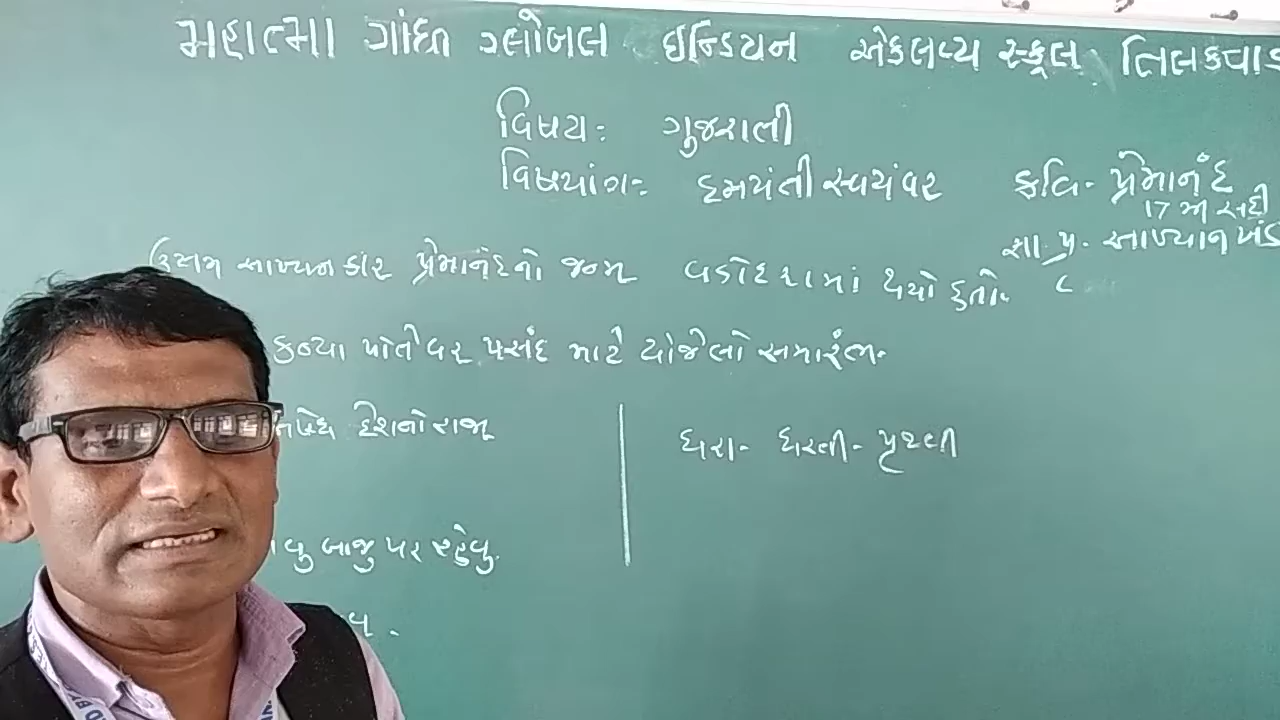 મહાત્મા ગાંધી ગ્લોબલ ઇન્ડિયન એકલવ્ય સ્કૂલ તિલકવાડ
વિષય: ગુજરાતી
વિષયાંગ: દમયંતી સ્વયંવર
કવિ- પ્રેમાનંદ
17 મી સદી
સા. પ્ર. આખ્યાન ખંડ
ઉત્તમ આખ્યાનકાર પ્રેમાનંદનો જન્મ વડોદરામાં થયો હતો.
કન્યા પોતે વર પસંદ માટે યોજેલો સમારંભ.
દેશનો રાજા
ધરા- ધરતી- પૃથ્વી
બાજુ પર રહેવુ.